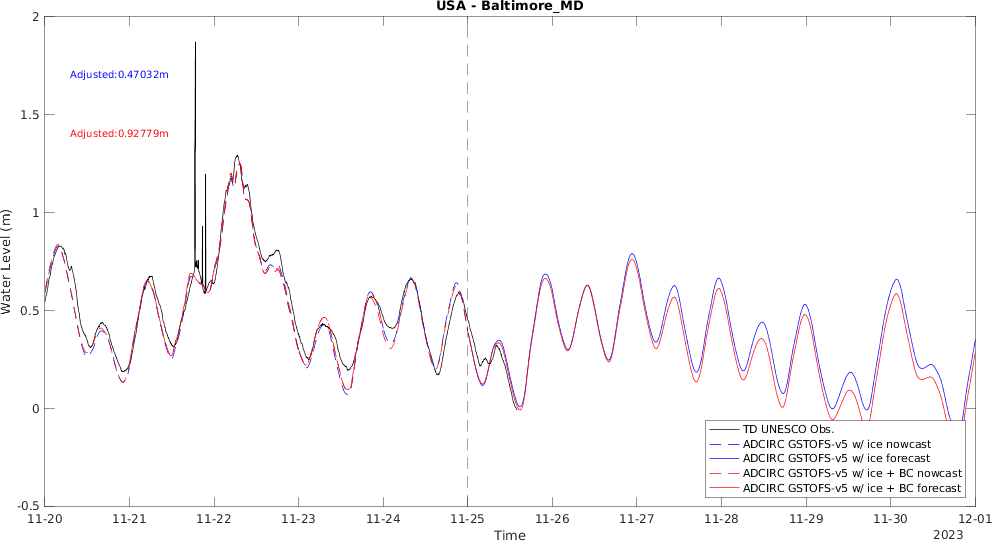 USA - Baltimore_MD
2
1.5
1
0.5
0
-0.5
Water Level (m)
Adjusted:0.47032m
Adjusted:0.92779m
TD UNESCO Obs.
ADCIRC GSTOFS-v5 w/ ice nowcast
ADCIRC GSTOFS-v5 w/ ice forecast
ADCIRC GSTOFS-v5 w/ ice + BC nowcast
ADCIRC GSTOFS-v5 w/ ice + BC forecast
11-20 11-21 11-22 11-23 11-24 11-25 11-26 11-27 11-28 11-29 11-30 12-01
Time
2023